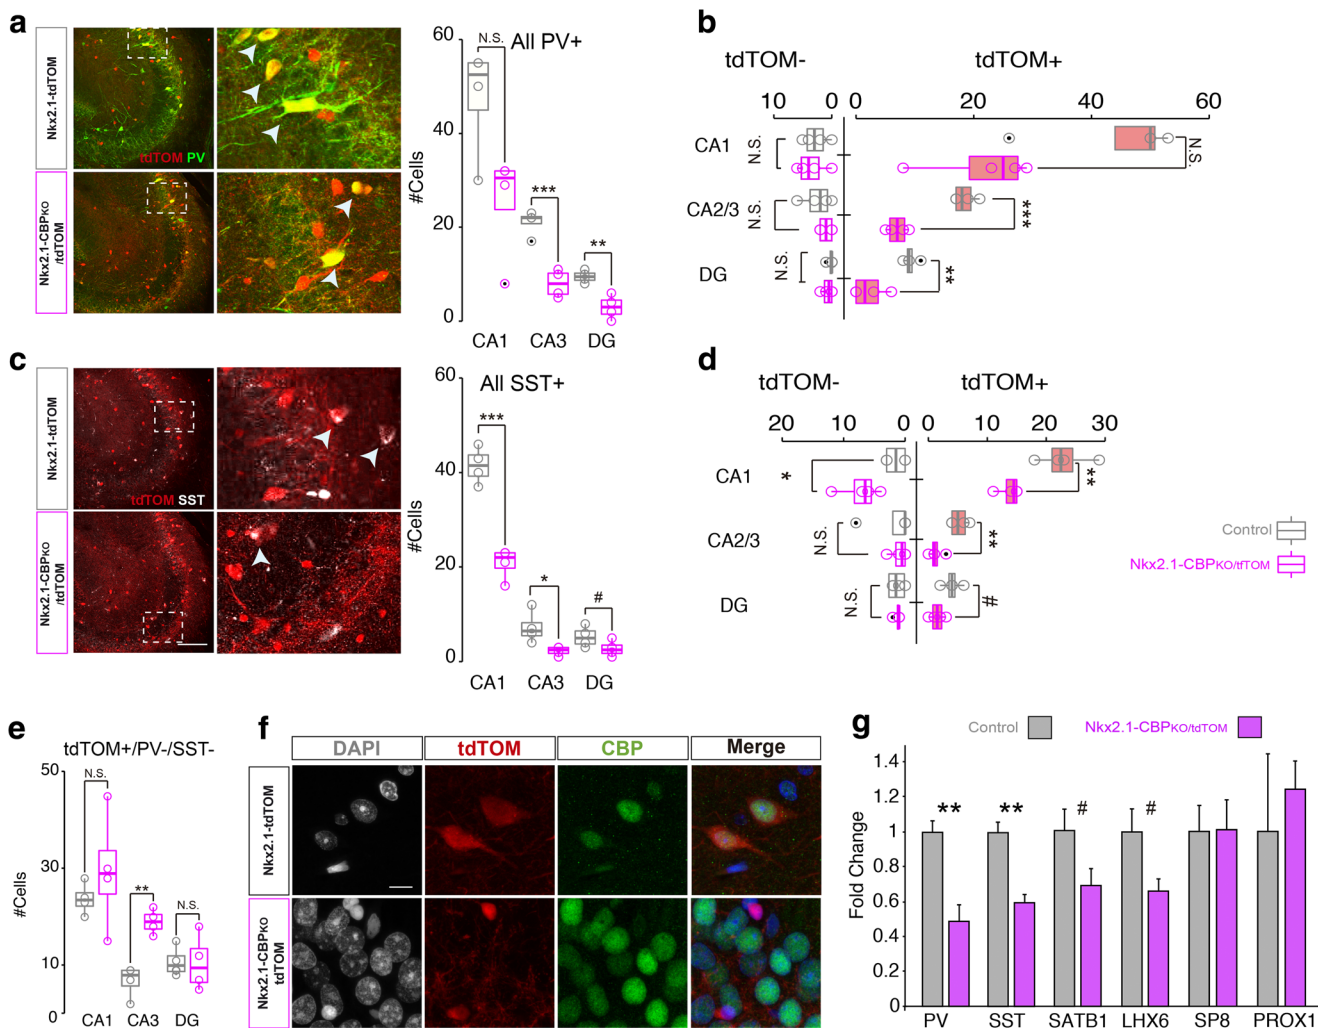 a
Nkx2.1-tdTOM
tdTOM PV
Nkx2.1-CBPKO
/tdTOM
All PV+
#Cells
60
40
20
0
N.S.
***
**
CA1
CA3
DG
b
tdTOM-
tdTOM+
10
0
0
20
40
60
CA1
N.S.
N.S.
CA2/3
N.S.
***
DG
N.S.
**
c
Nkx2.1-tdTOM
tdTOM SST
Nkx2.1-CBPKO
/tdTOM
All SST+
#Cells
60
40
20
0
***
*
#
CA1
CA3
DG
d
tdTOM-
tdTOM+
20
10
0
0
10
20
30
CA1
*
**
CA2/3
N.S.
**
DG
N.S.
#
Control
Nkx2.1-CBPKO/tfTOM
e
tdTOM+/PV-/SST-
#Cells
50
30
10
0
N.S.
**
N.S.
CA1
CA3
DG
f
DAPI
tdTOM
CBP
Merge
Nkx2.1-tdTOM
Nkx2.1-CBPKO
tdTOM
g
Control
Nkx2.1-CBPKO/tdTOM
Fold Change
1.4
1.2
1
0.8
0.6
0.4
0.2
0
**
**
#
#
PV
SST
SATB1
LHX6
SP8
PROX1